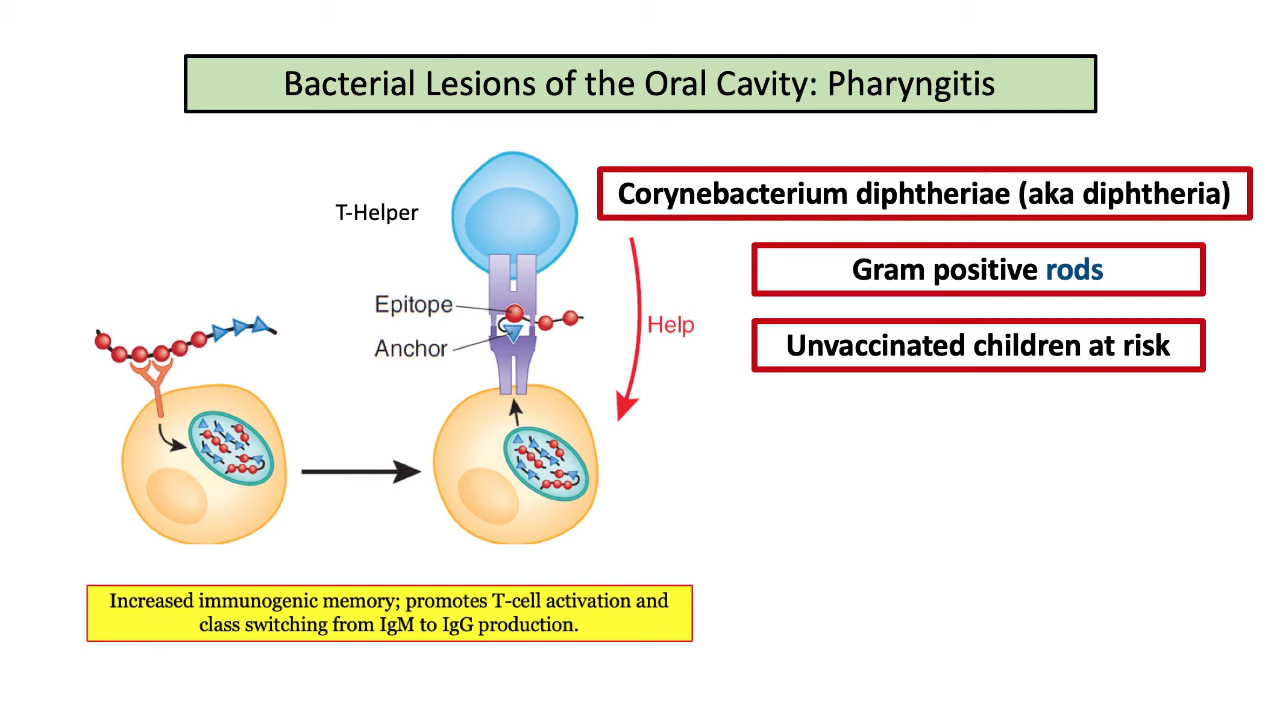 Bacterial Lesions of the Oral Cavity: Pharyngitis
T-Helper
Corynebacterium diphtheriae (aka diphtheria)
Gram positive rods
Unvaccinated children at risk
Epitope
Anchor
Help
Increased immunogenic memory; promotes T-cell activation and
class switching from IgM to IgG production.